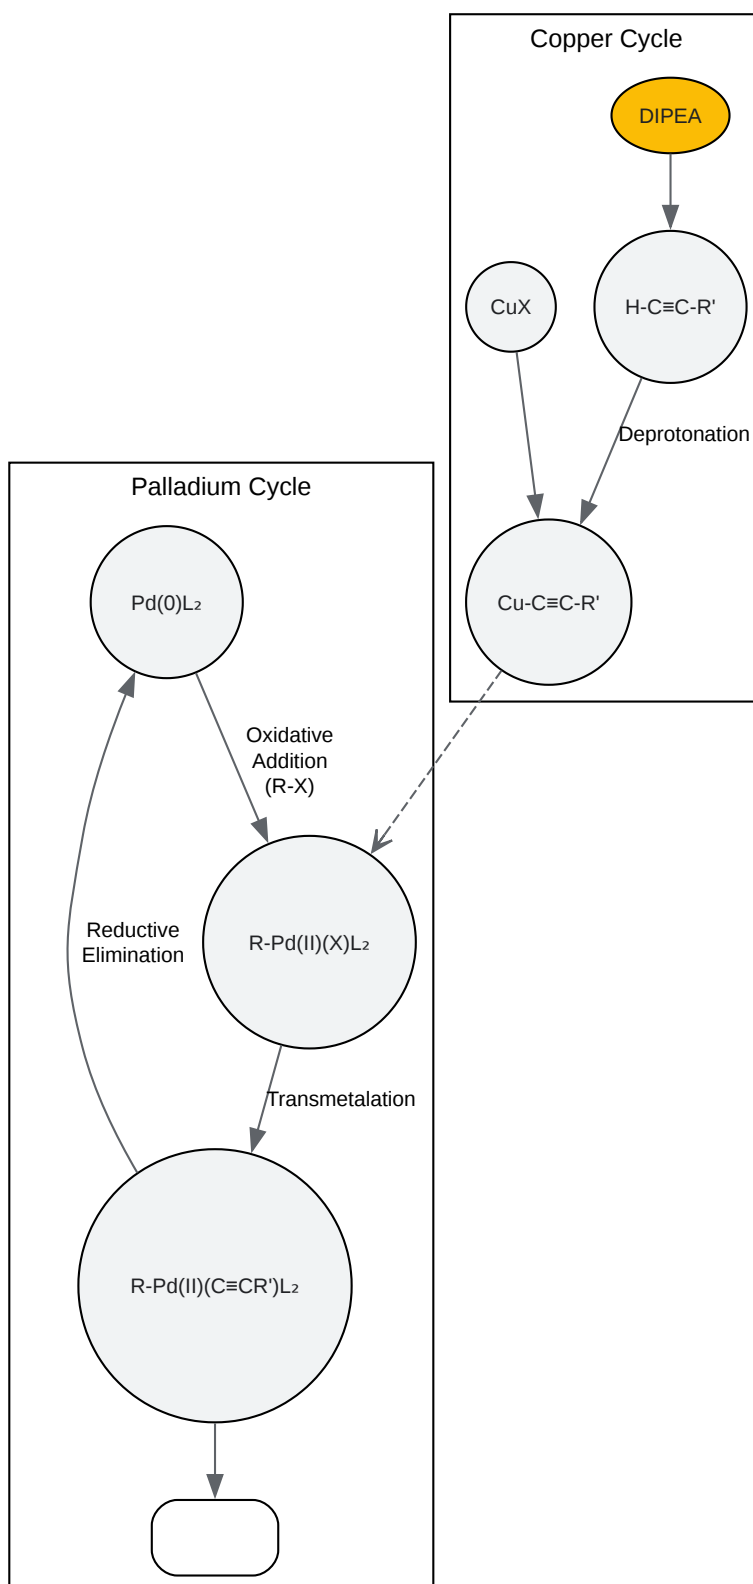 Copper Cycle
DIPEA
CuX
H-C≡C-R'
Deprotonation
Cu-C≡C-R'
Palladium Cycle
Pd(0)L₂
Oxidative
Addition
(R-X)
Reductive
Elimination
R-Pd(II)(X)L₂
Transmetalation
R-Pd(II)(C≡CR')L₂